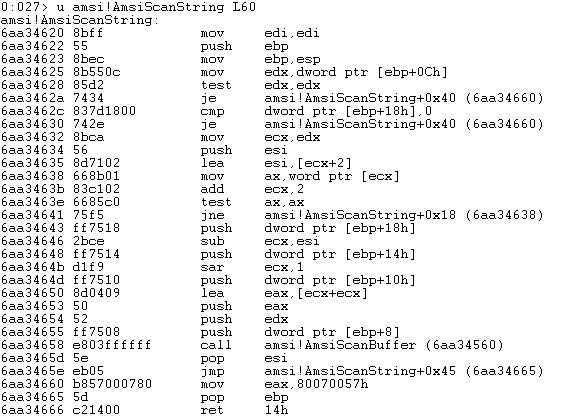 0:027> u amsi!AmsiScanString L60
amsi!AmsiScanString:
6aa34620 8bff mov edi,edi
6aa34622 55 push ebp
6aa34623 8bec mov ebp,esp
6aa34625 8b550c mov edx,dword ptr [ebp+0Ch]
6aa34628 85d2 test edx,edx
6aa3462a 7434 je amsi!AmsiScanString+0x40 (6aa34660)
6aa3462c 837d1800 cmp dword ptr [ebp+18h],0
6aa34630 742e je amsi!AmsiScanString+0x40 (6aa34660)
6aa34632 8bca mov ecx,edx
6aa34634 56 push esi
6aa34635 8d7102 lea esi,[ecx+2]
6aa34638 668b01 mov ax,word ptr [ecx]
6aa3463b 83c102 add ecx,2
6aa3463e 6685c0 test ax,ax
6aa34641 75f5 jne amsi!AmsiScanString+0x18 (6aa34638)
6aa34643 ff7518 push dword ptr [ebp+18h]
6aa34646 2bce sub ecx,esi
6aa34648 ff7514 push dword ptr [ebp+14h]
6aa3464b d1f9 sar ecx,1
6aa3464d ff7510 push dword ptr [ebp+10h]
6aa34650 8d0409 lea eax,[ecx+ecx]
6aa34653 50 push eax
6aa34654 52 push edx
6aa34655 ff7508 push dword ptr [ebp+8]
6aa34658 e803ffffff call amsi!AmsiScanBuffer (6aa34560)
6aa3465d 5e pop esi
6aa3465e eb05 jmp amsi!AmsiScanString+0x45 (6aa34665)
6aa34660 b857000780 mov eax,80070057h
6aa34665 5d pop ebp
6aa34666 c21400 ret 14h